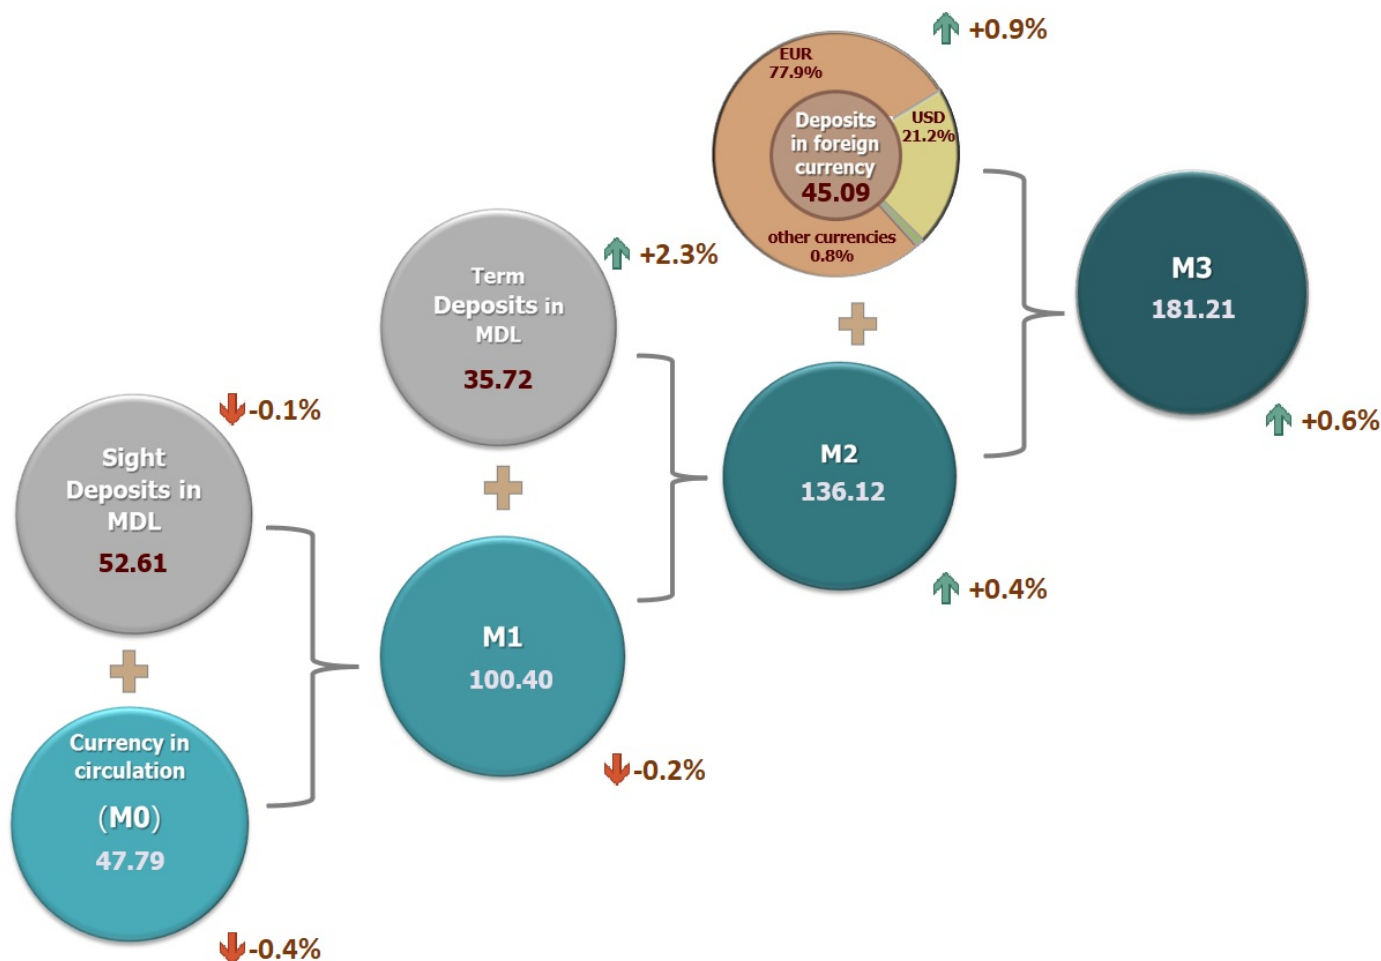 +0.9%
EUR
77.9%
USD
21.2%
Deposits
in foreign
currency
45.09
other currencies
0.8%
M3
181.21
+0.6%
Term
Deposits in
MDL
35.72
+2.3%
M2
136.12
+0.4%
Sight
Deposits in
MDL
52.61
-0.1%
M1
100.40
-0.2%
Currency in
circulation
(M0)
47.79
-0.4%